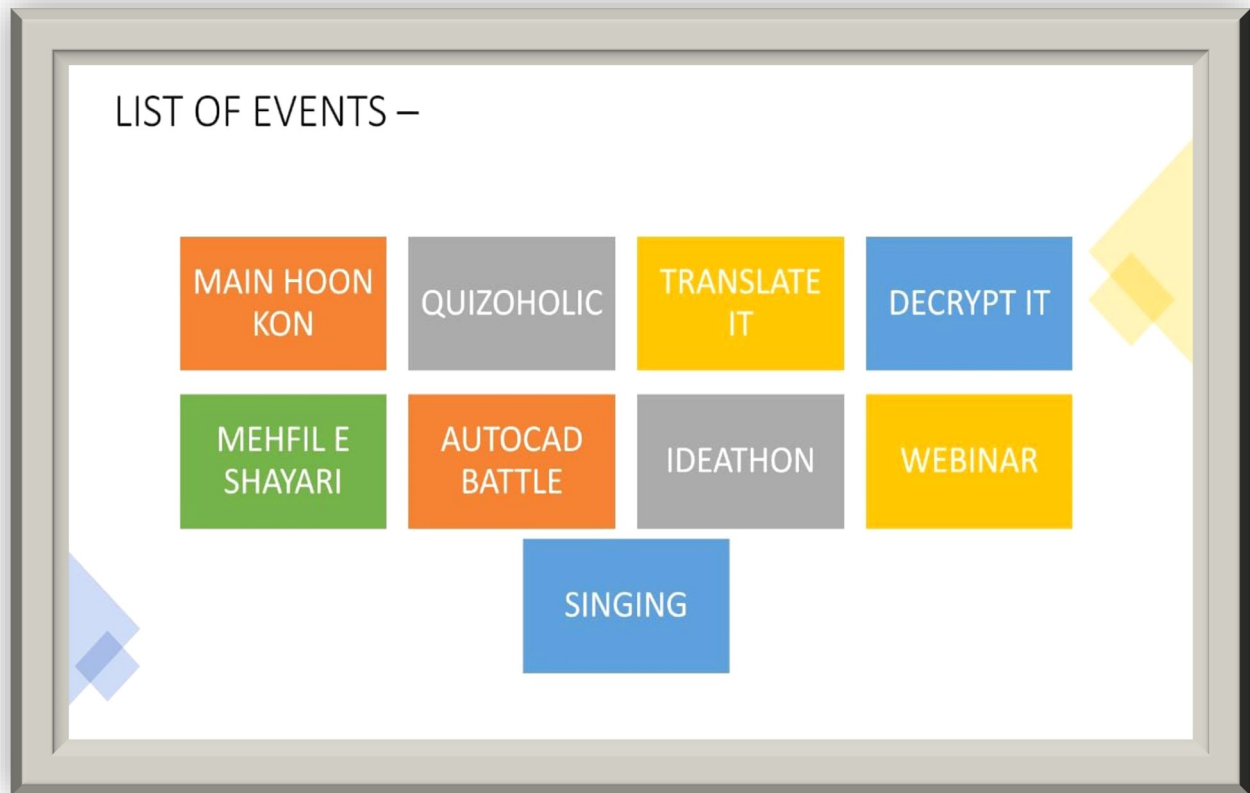 LIST OF EVENTS –
MAIN HOON
KON
QUIZOHOLIC
TRANSLATE
IT
DECRYPT IT
MEHFIL E
SHAYARI
AUTOCAD
BATTLE
IDEATHON
WEBINAR
SINGING